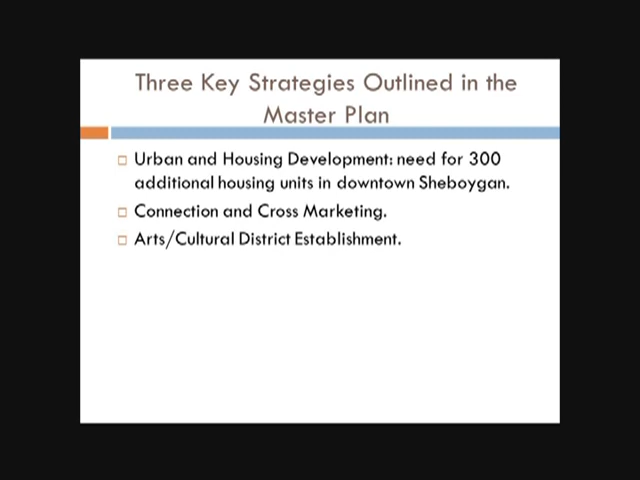 Three Key Strategies Outlined in the
Master Plan
Urban and Housing Development: need for 300
additional housing units in downtown Sheboygan.
Connection and Cross Marketing.
Arts/Cultural District Establishment.